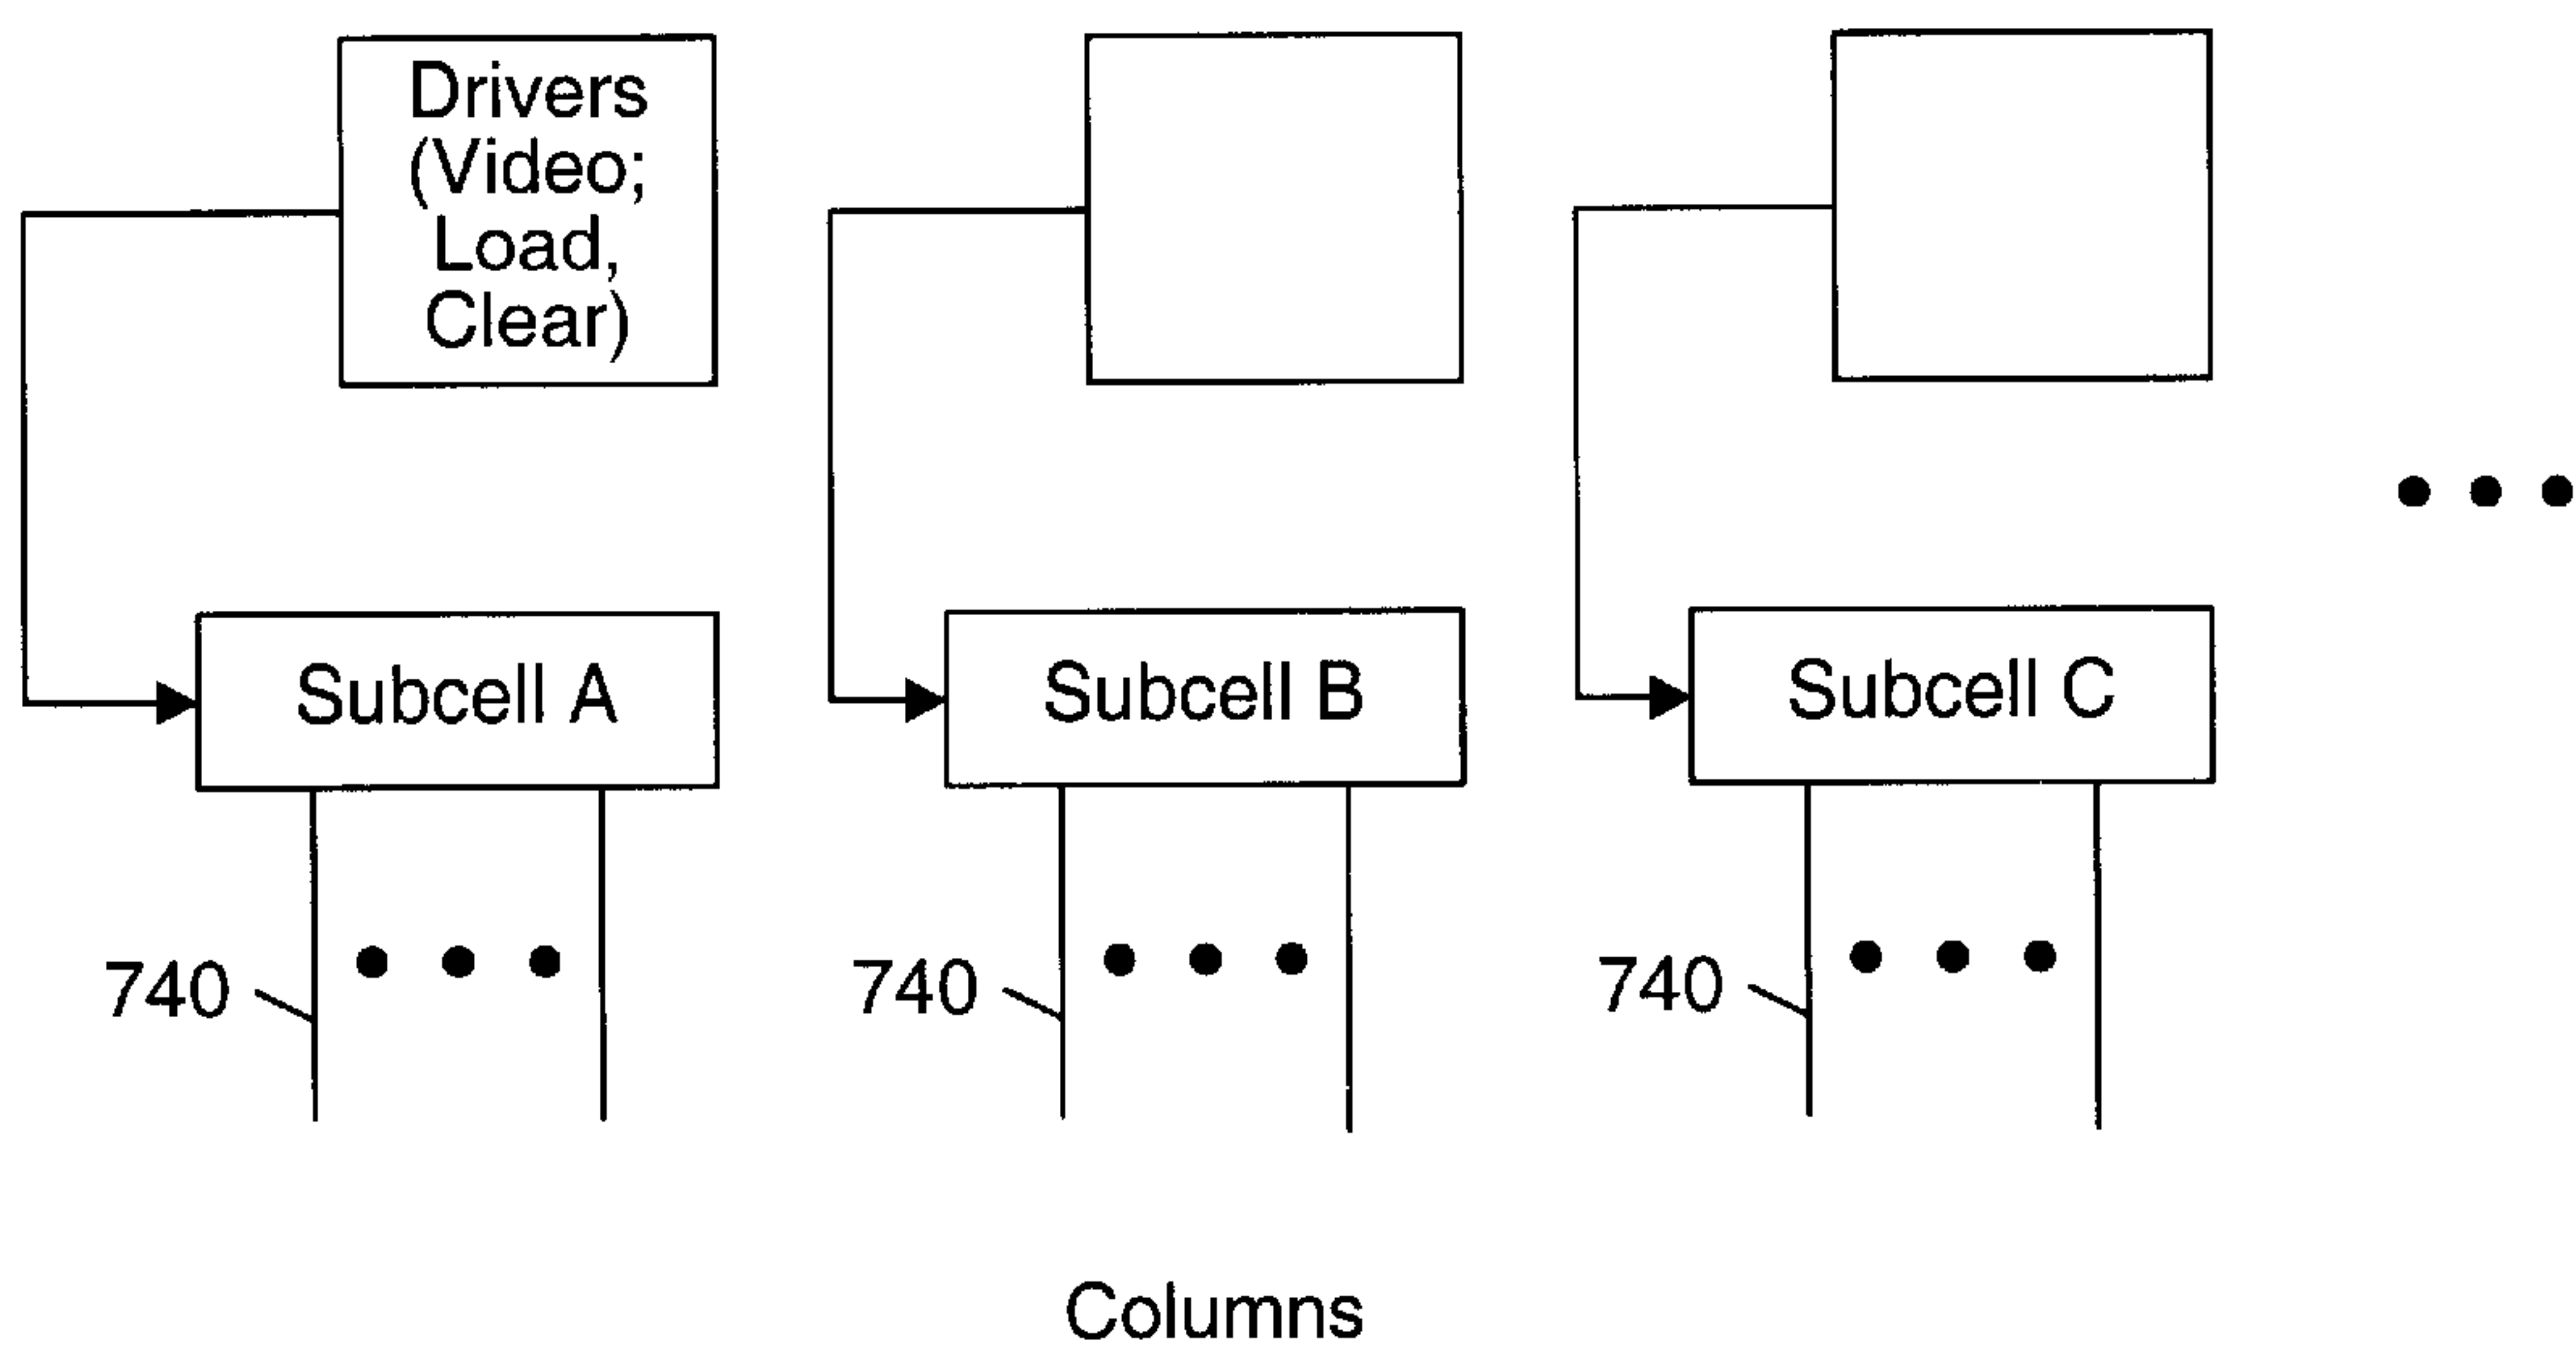 Drivers
(Video;
Load,
Clear)
Subcell A
Subcell B
Subcell C
740
740
740
Columns